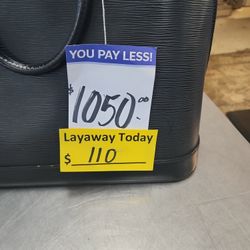 YOU PAY LESS!
$1050.00
Layaway Today
$ 110